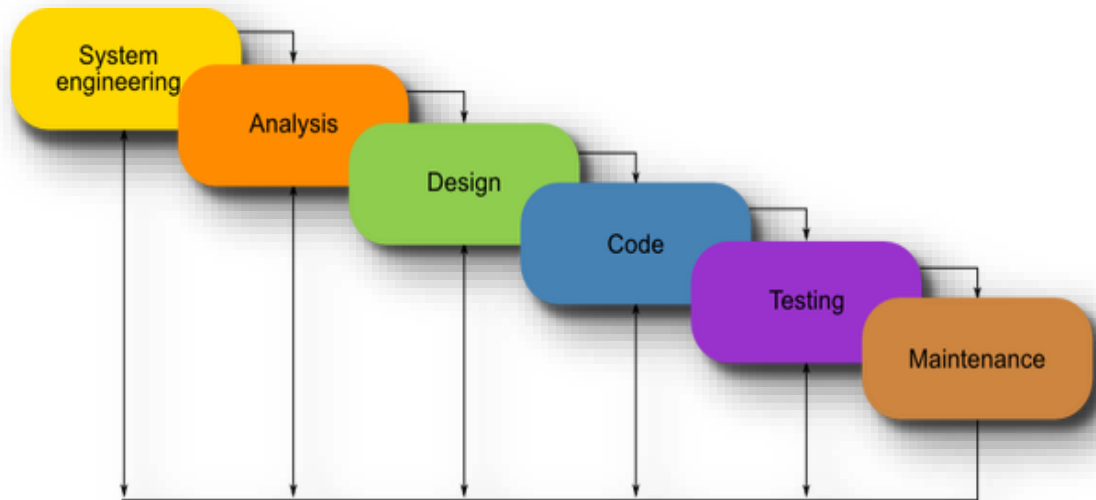 System
engineering
Analysis
Design
Code
Testing
Maintenance